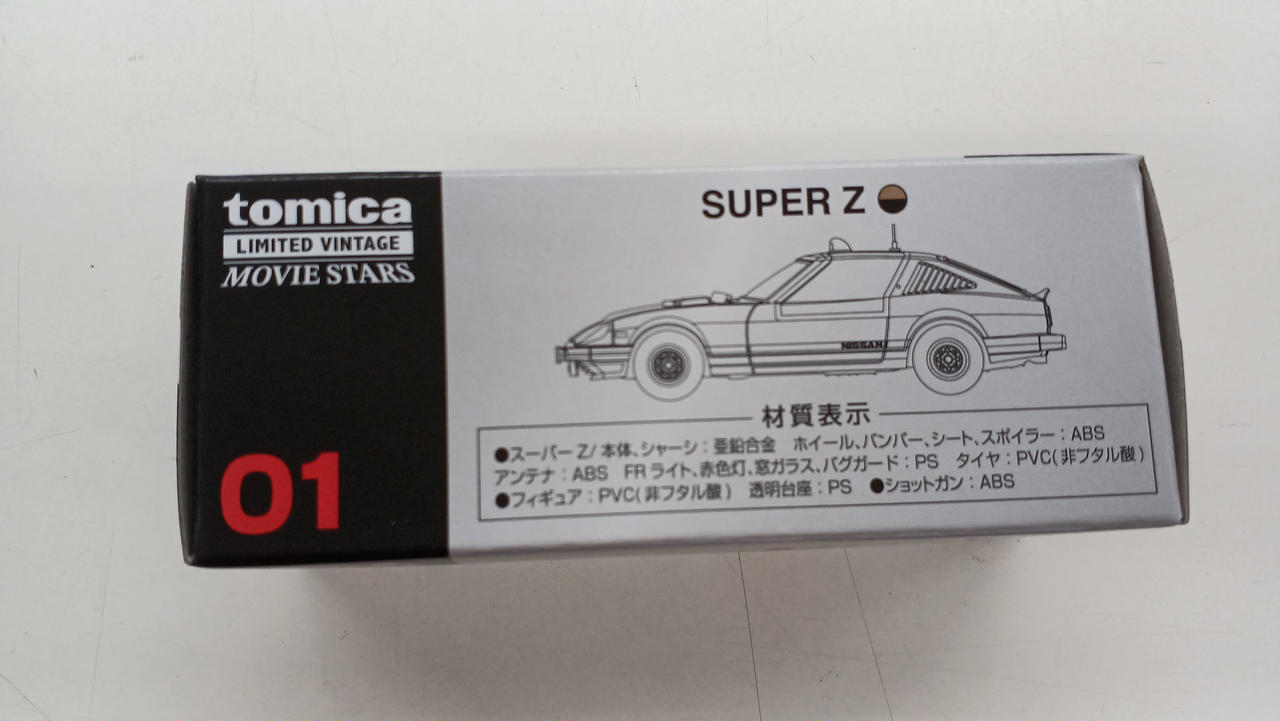 tomica
LIMITED VINTAGE
MOVIE STARS
01
SUPER Z
NISSAN
材質表示
●スーパーZ/本体、シャーシ：亜鉛合金　ホイール、バンパー、シート、スポイラー：ABS
アンテナ：ABS　FRライト、赤色灯、窓ガラス、バグガード：PS　タイヤ：PVC(非フタル酸)
●フィギュア：PVC(非フタル酸)　透明台座：PS　●ショットガン：ABS